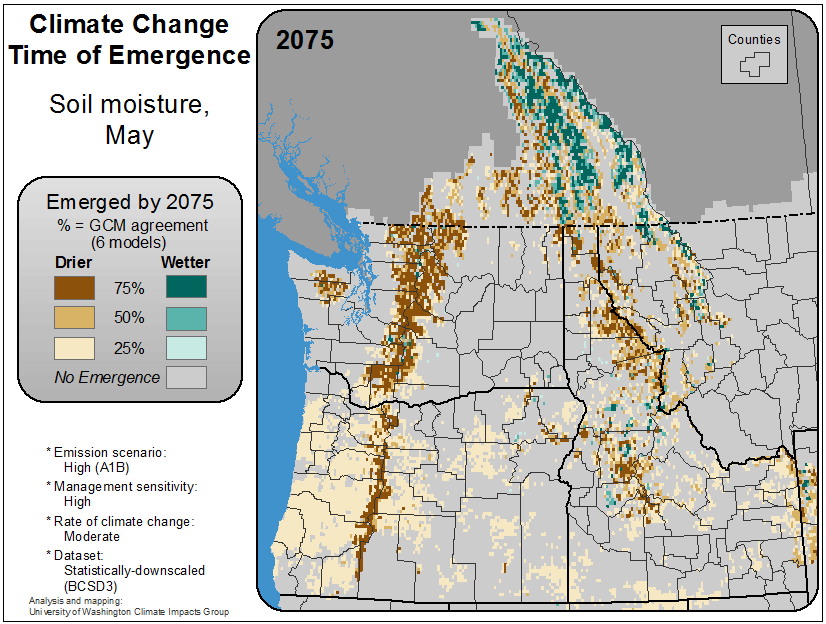 Climate Change
Time of Emergence
Soil moisture,
May
Emerged by 2075
% = GCM agreement
(6 models)
Drier Wetter
75%
50%
25%
No Emergence
* Emission scenario:
High (A1B)
* Management sensitivity:
High
* Rate of climate change:
Moderate
* Dataset:
Statistically-downscaled
(BCSD3)
Analysis and mapping:
University of Washington Climate Impacts Group
2075
Counties